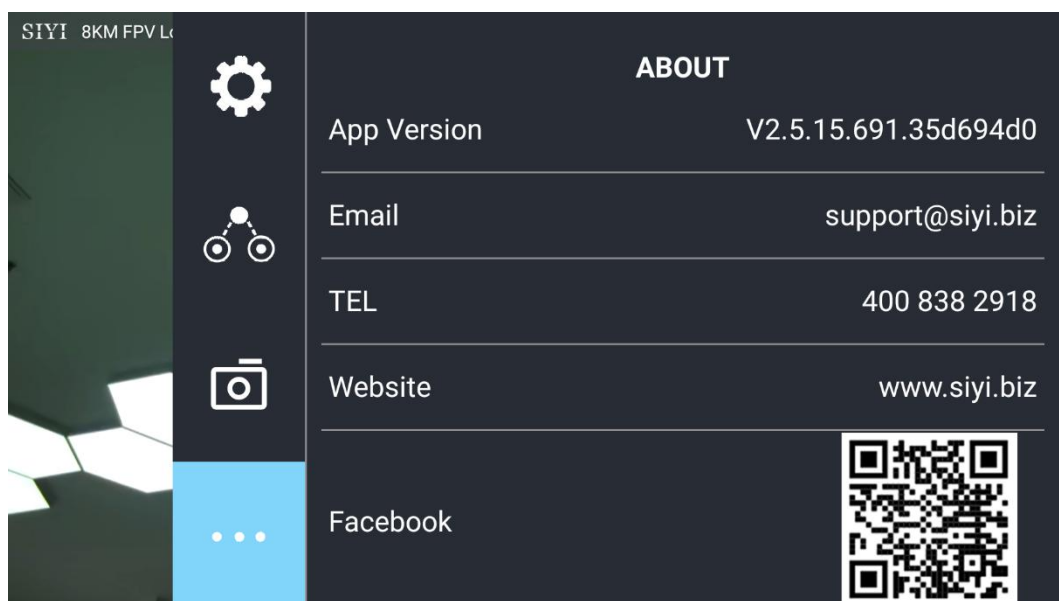 SIYI 8KM FPV L
ABOUT
App Version V2.5.15.691.35d694d0
Email support@siyi.biz
TEL 400 838 2918
Website www.siyi.biz
Facebook